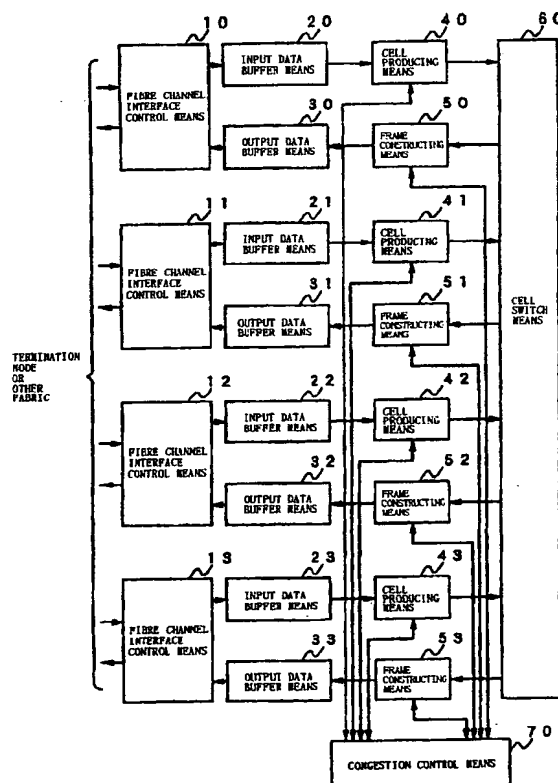 10
20
40
60
FIBRE CHANNEL
INTERFACE
CONTROL MEANS
INPUT DATA
BUFFER MEANS
CELL
PRODUCING
MEANS
30
50
OUTPUT DATA
BUFFER MEANS
FRAME
CONSTRUCTING
MEANS
11
21
41
FIBRE CHANNEL
INTERFACE
CONTROL MEANS
INPUT DATA
BUFFER MEANS
CELL
PRODUCING
MEANS
31
51
OUTPUT DATA
BUFFER MEANS
FRAME
CONSTRUCTING
MEANS
CELL
SWITCH
MEANS
TERMINATION
NODE
OR
OTHER
FABRIC
12
22
42
FIBRE CHANNEL
INTERFACE
CONTROL MEANS
INPUT DATA
BUFFER MEANS
CELL
PRODUCING
MEANS
32
52
OUTPUT DATA
BUFFER MEANS
FRAME
CONSTRUCTING
MEANS
13
23
43
FIBRE CHANNEL
INTERFACE
CONTROL MEANS
INPUT DATA
BUFFER MEANS
CELL
PRODUCING
MEANS
33
53
OUTPUT DATA
BUFFER MEANS
FRAME
CONSTRUCTING
MEANS
70
CONGESTION CONTROL MEANS